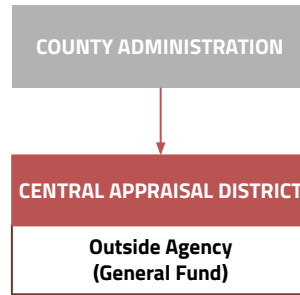 COUNTY ADMINISTRATION
CENTRAL APPRAISAL DISTRICT
Outside Agency
(General Fund)